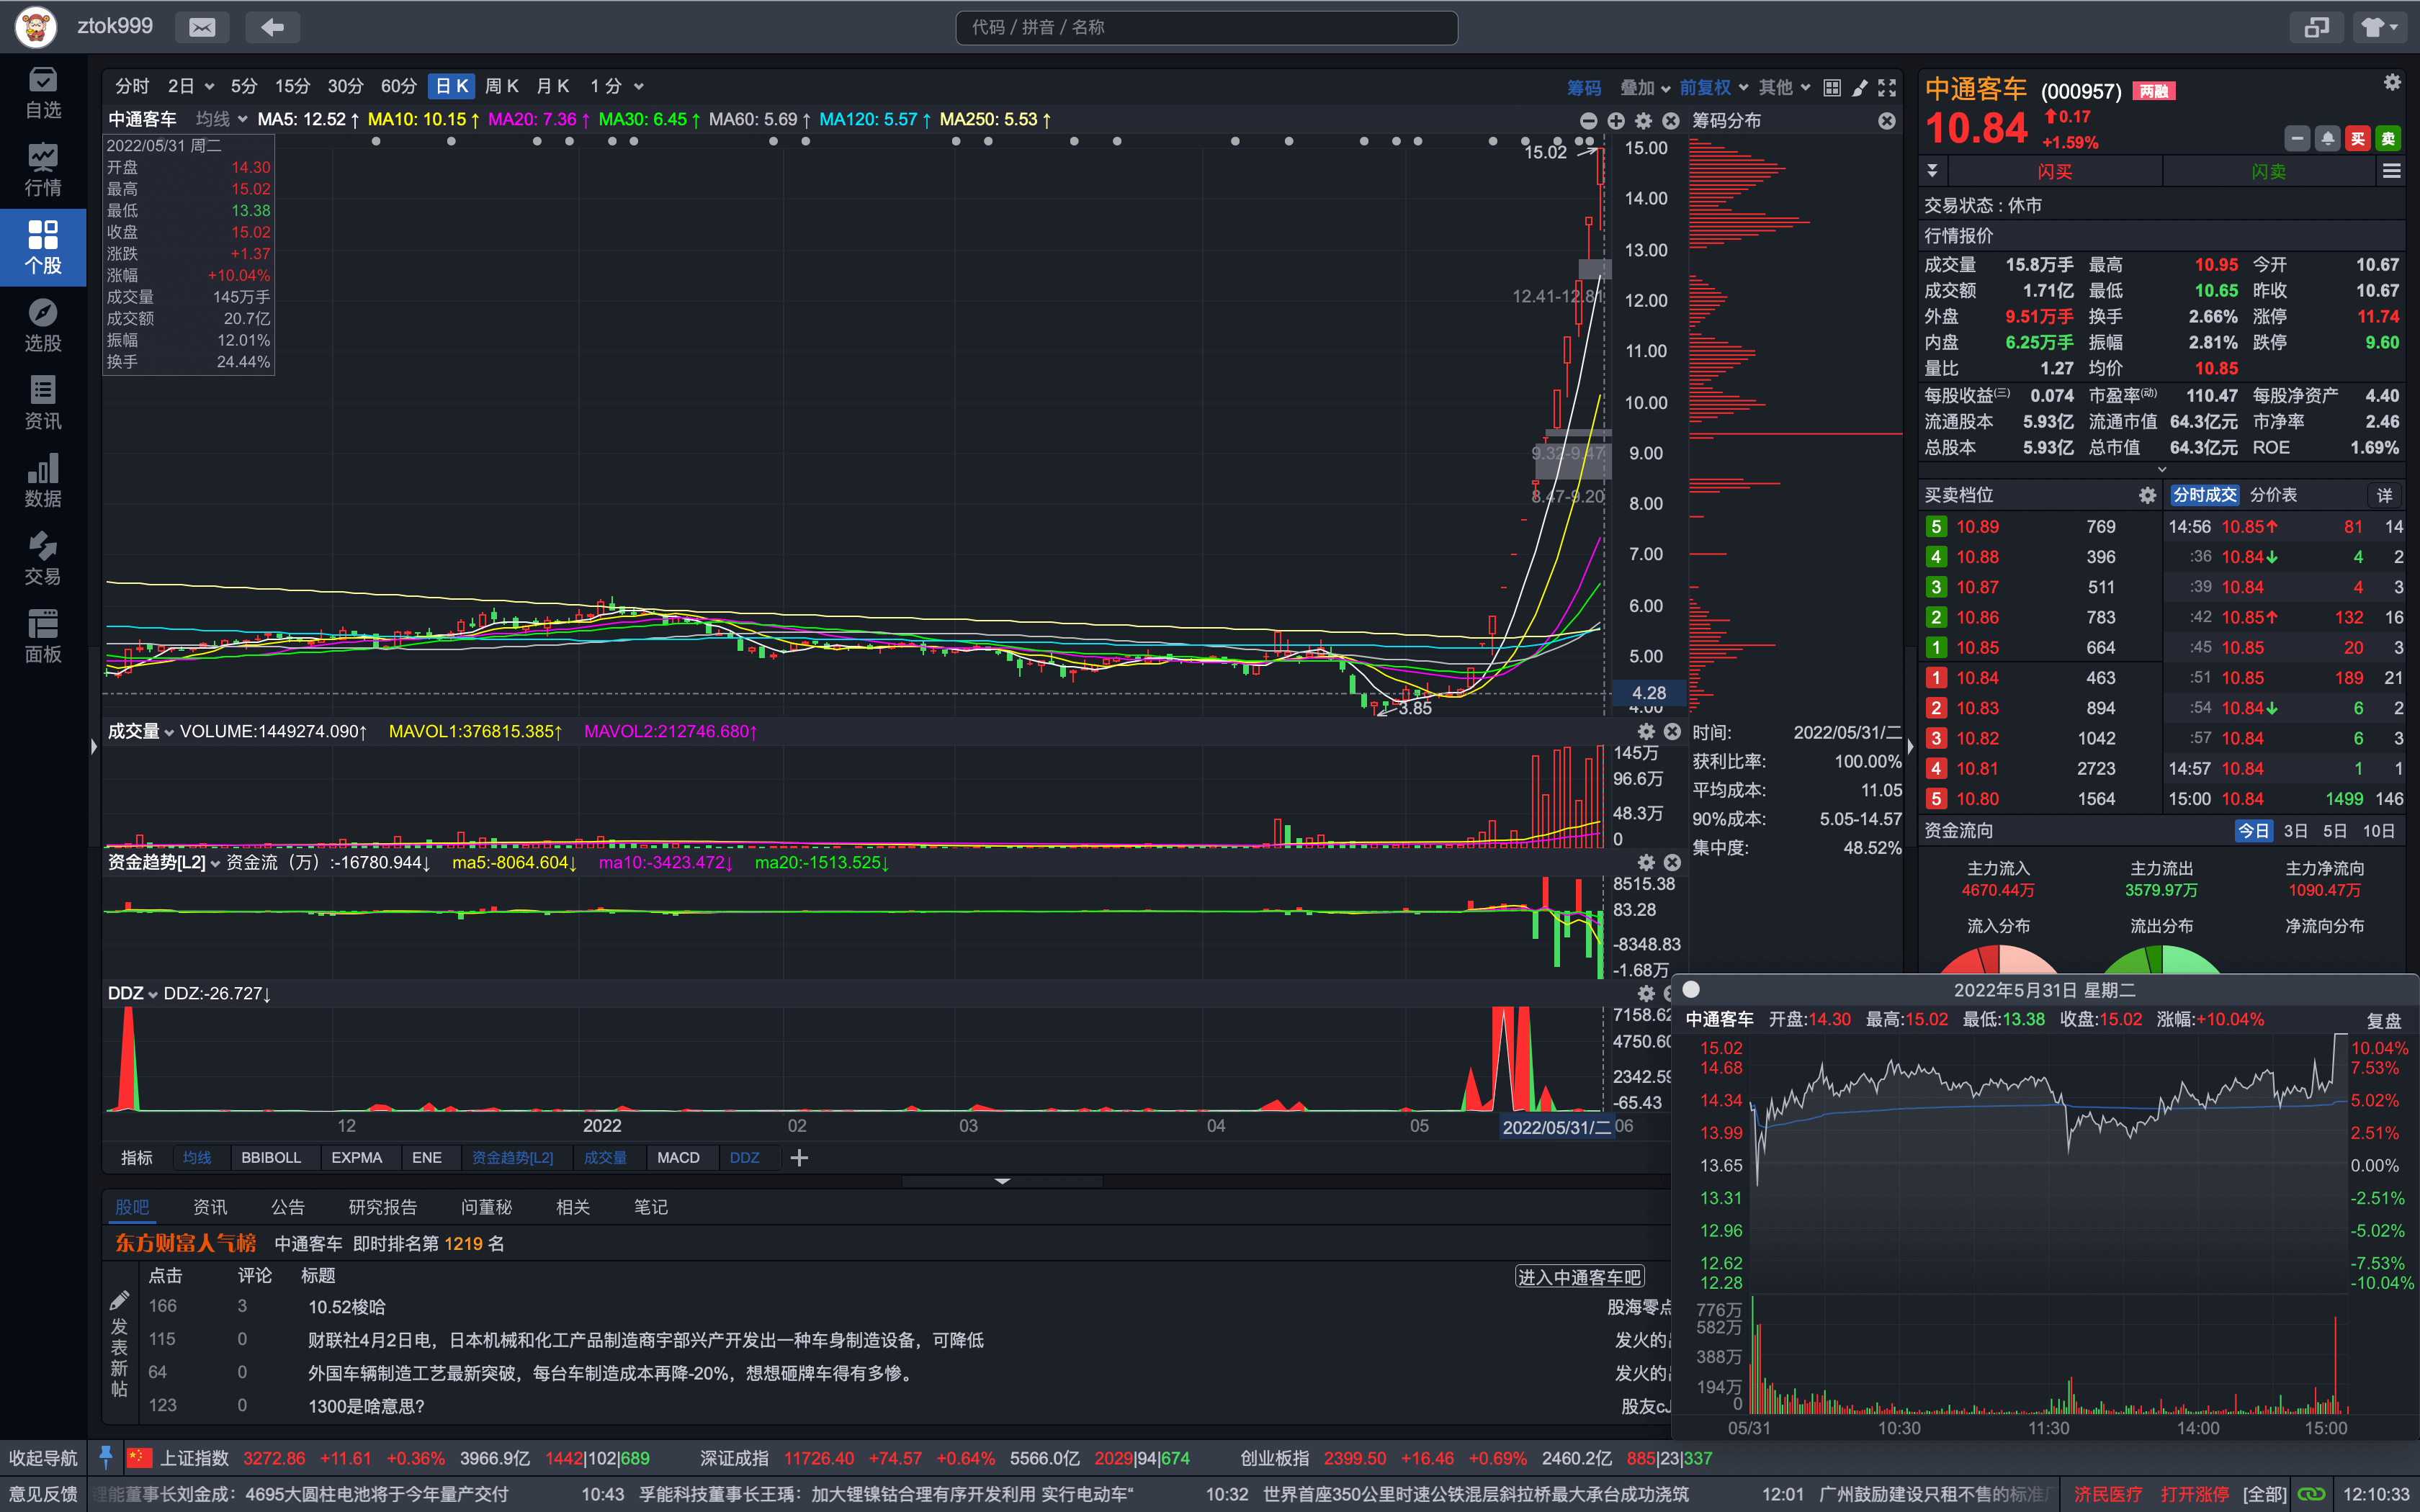 ztok999
代码 / 拼音 / 名称
自选
行情
个股
选股
资讯
数据
交易
面板
分时 2日 5分 15分 30分 60分 日K 周K 月K 1分
筹码 叠加 前复权 其他
中通客车 均线 MA5: 12.52↑ MA10: 10.15↑ MA20: 7.36↑ MA30: 6.45↑ MA60: 5.69↑ MA120: 5.57↑ MA250: 5.53↑
2022/05/31 周二
开盘 14.30
最高 15.02
最低 13.38
收盘 15.02
涨跌 +1.37
涨幅 +10.04%
成交量 145万手
成交额 20.7亿
振幅 12.01%
换手 24.44%
15.02
12.41-12.81
9.32-9.47
8.47-9.20
3.85
15.00
14.00
13.00
12.00
11.00
10.00
9.00
8.00
7.00
6.00
5.00
4.28
4.00
筹码分布
时间: 2022/05/31/二
获利比率: 100.00%
平均成本: 11.05
90%成本: 5.05-14.57
集中度: 48.52%
成交量 VOLUME:1449274.090↑ MAVOL1:376815.385↑ MAVOL2:212746.680↑
145万
96.6万
48.3万
0
资金趋势[L2] 资金流（万）:-16780.944↓ ma5:-8064.604↓ ma10:-3423.472↓ ma20:-1513.525↓
8515.38
83.28
-8348.83
-1.68万
DDZ DDZ:-26.727↓
7158.62
4750.60
2342.59
-65.43
12 2022 02 03 04 05 2022/05/31/二 06
指标 均线 BBIBOLL EXPMA ENE 资金趋势[L2] 成交量 MACD DDZ
股吧 资讯 公告 研究报告 问董秘 相关 笔记
东方财富人气榜 中通客车 即时排名第 1219 名
点击 评论 标题
进入中通客车吧
发表新帖
166 3 10.52梭哈 股海零点
115 0 财联社4月2日电，日本机械和化工产品制造商宇部兴产开发出一种车身制造设备，可降低 发火的
64 0 外国车辆制造工艺最新突破，每台车制造成本再降-20%，想想砸牌车得有多惨。 发火的
123 0 1300是啥意思? 股友cJ
中通客车 (000957) 两融
10.84 0.17
+1.59%
买 卖
闪买 闪卖
交易状态 : 休市
行情报价
成交量 15.8万手 最高 10.95 今开 10.67
成交额 1.71亿 最低 10.65 昨收 10.67
外盘 9.51万手 换手 2.66% 涨停 11.74
内盘 6.25万手 振幅 2.81% 跌停 9.60
量比 1.27 均价 10.85
每股收益(三) 0.074 市盈率(动) 110.47 每股净资产 4.40
流通股本 5.93亿 流通市值 64.3亿元 市净率 2.46
总股本 5.93亿 总市值 64.3亿元 ROE 1.69%
买卖档位
5 10.89 769
4 10.88 396
3 10.87 511
2 10.86 783
1 10.85 664
1 10.84 463
2 10.83 894
3 10.82 1042
4 10.81 2723
5 10.80 1564
分时成交 分价表 详
14:56 10.85↑ 81 14
:36 10.84↓ 4 2
:39 10.84 4 3
:42 10.85↑ 132 16
:45 10.85 20 3
:51 10.85 189 21
:54 10.84↓ 6 2
:57 10.84 6 3
14:57 10.84 1 1
15:00 10.84 1499 146
资金流向 今日 3日 5日 10日
主力流入 主力流出 主力净流向
4670.44万 3579.97万 1090.47万
流入分布 流出分布 净流向分布
2022年5月31日 星期二
中通客车 开盘:14.30 最高:15.02 最低:13.38 收盘:15.02 涨幅:+10.04% 复盘
15.02 10.04%
14.68 7.53%
14.34 5.02%
13.99 2.51%
13.65 0.00%
13.31 -2.51%
12.96 -5.02%
12.62 -7.53%
12.28 -10.04%
776万
582万
388万
194万
0
05/31 10:30 11:30 14:00 15:00
收起导航 上证指数 3272.86 +11.61 +0.36% 3966.9亿 1442|102|689 深证成指 11726.40 +74.57 +0.64% 5566.0亿 2029|94|674 创业板指 2399.50 +16.46 +0.69% 2460.2亿 885|23|337
意见反馈 锂能董事长刘金成：4695大圆柱电池将于今年量产交付 10:43 孚能科技董事长王瑀：加大锂镍钴合理有序开发利用 实行电动车“ 10:32 世界首座350公里时速公铁混层斜拉桥最大承台成功浇筑 12:01 广州鼓励建设只租不售的标准厂 济民医疗 打开涨停 [全部] 12:10:33